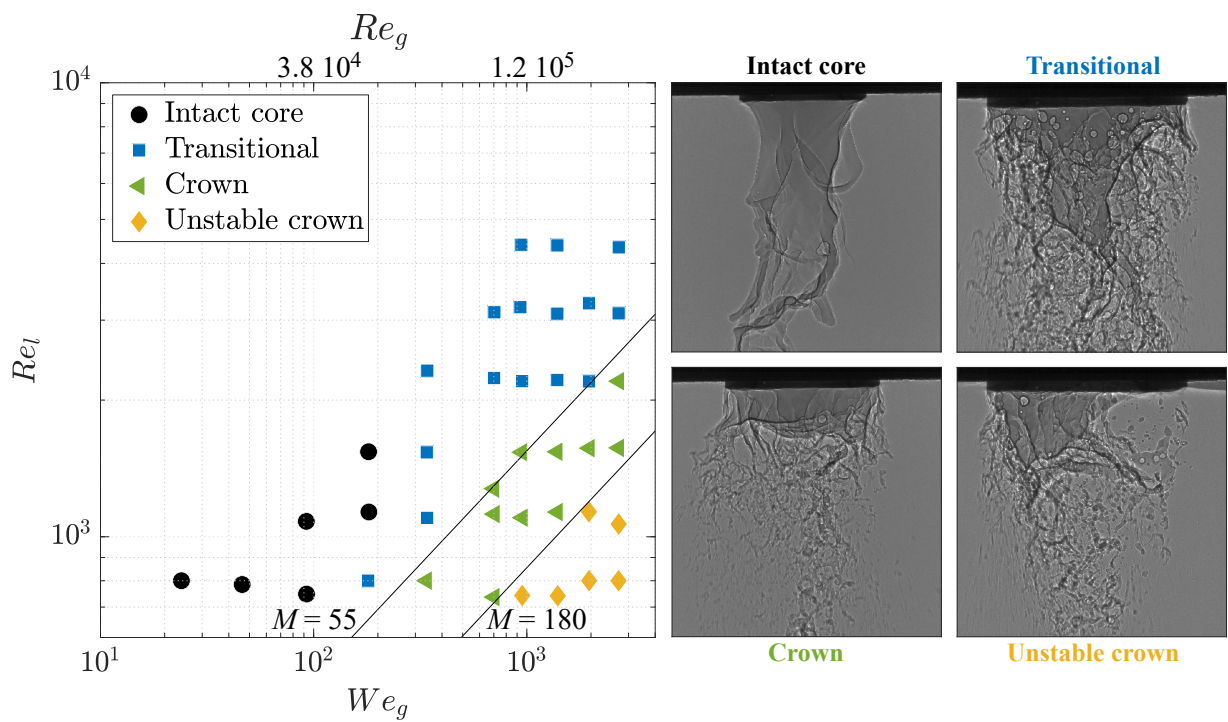 Re_g
3.8 10^4 1.2 10^5
10^4
Intact core
Transitional
Crown
Unstable crown
Re_l
10^3
M = 55 M = 180
10^1 10^2 10^3
We_g
Intact core Transitional
Crown Unstable crown